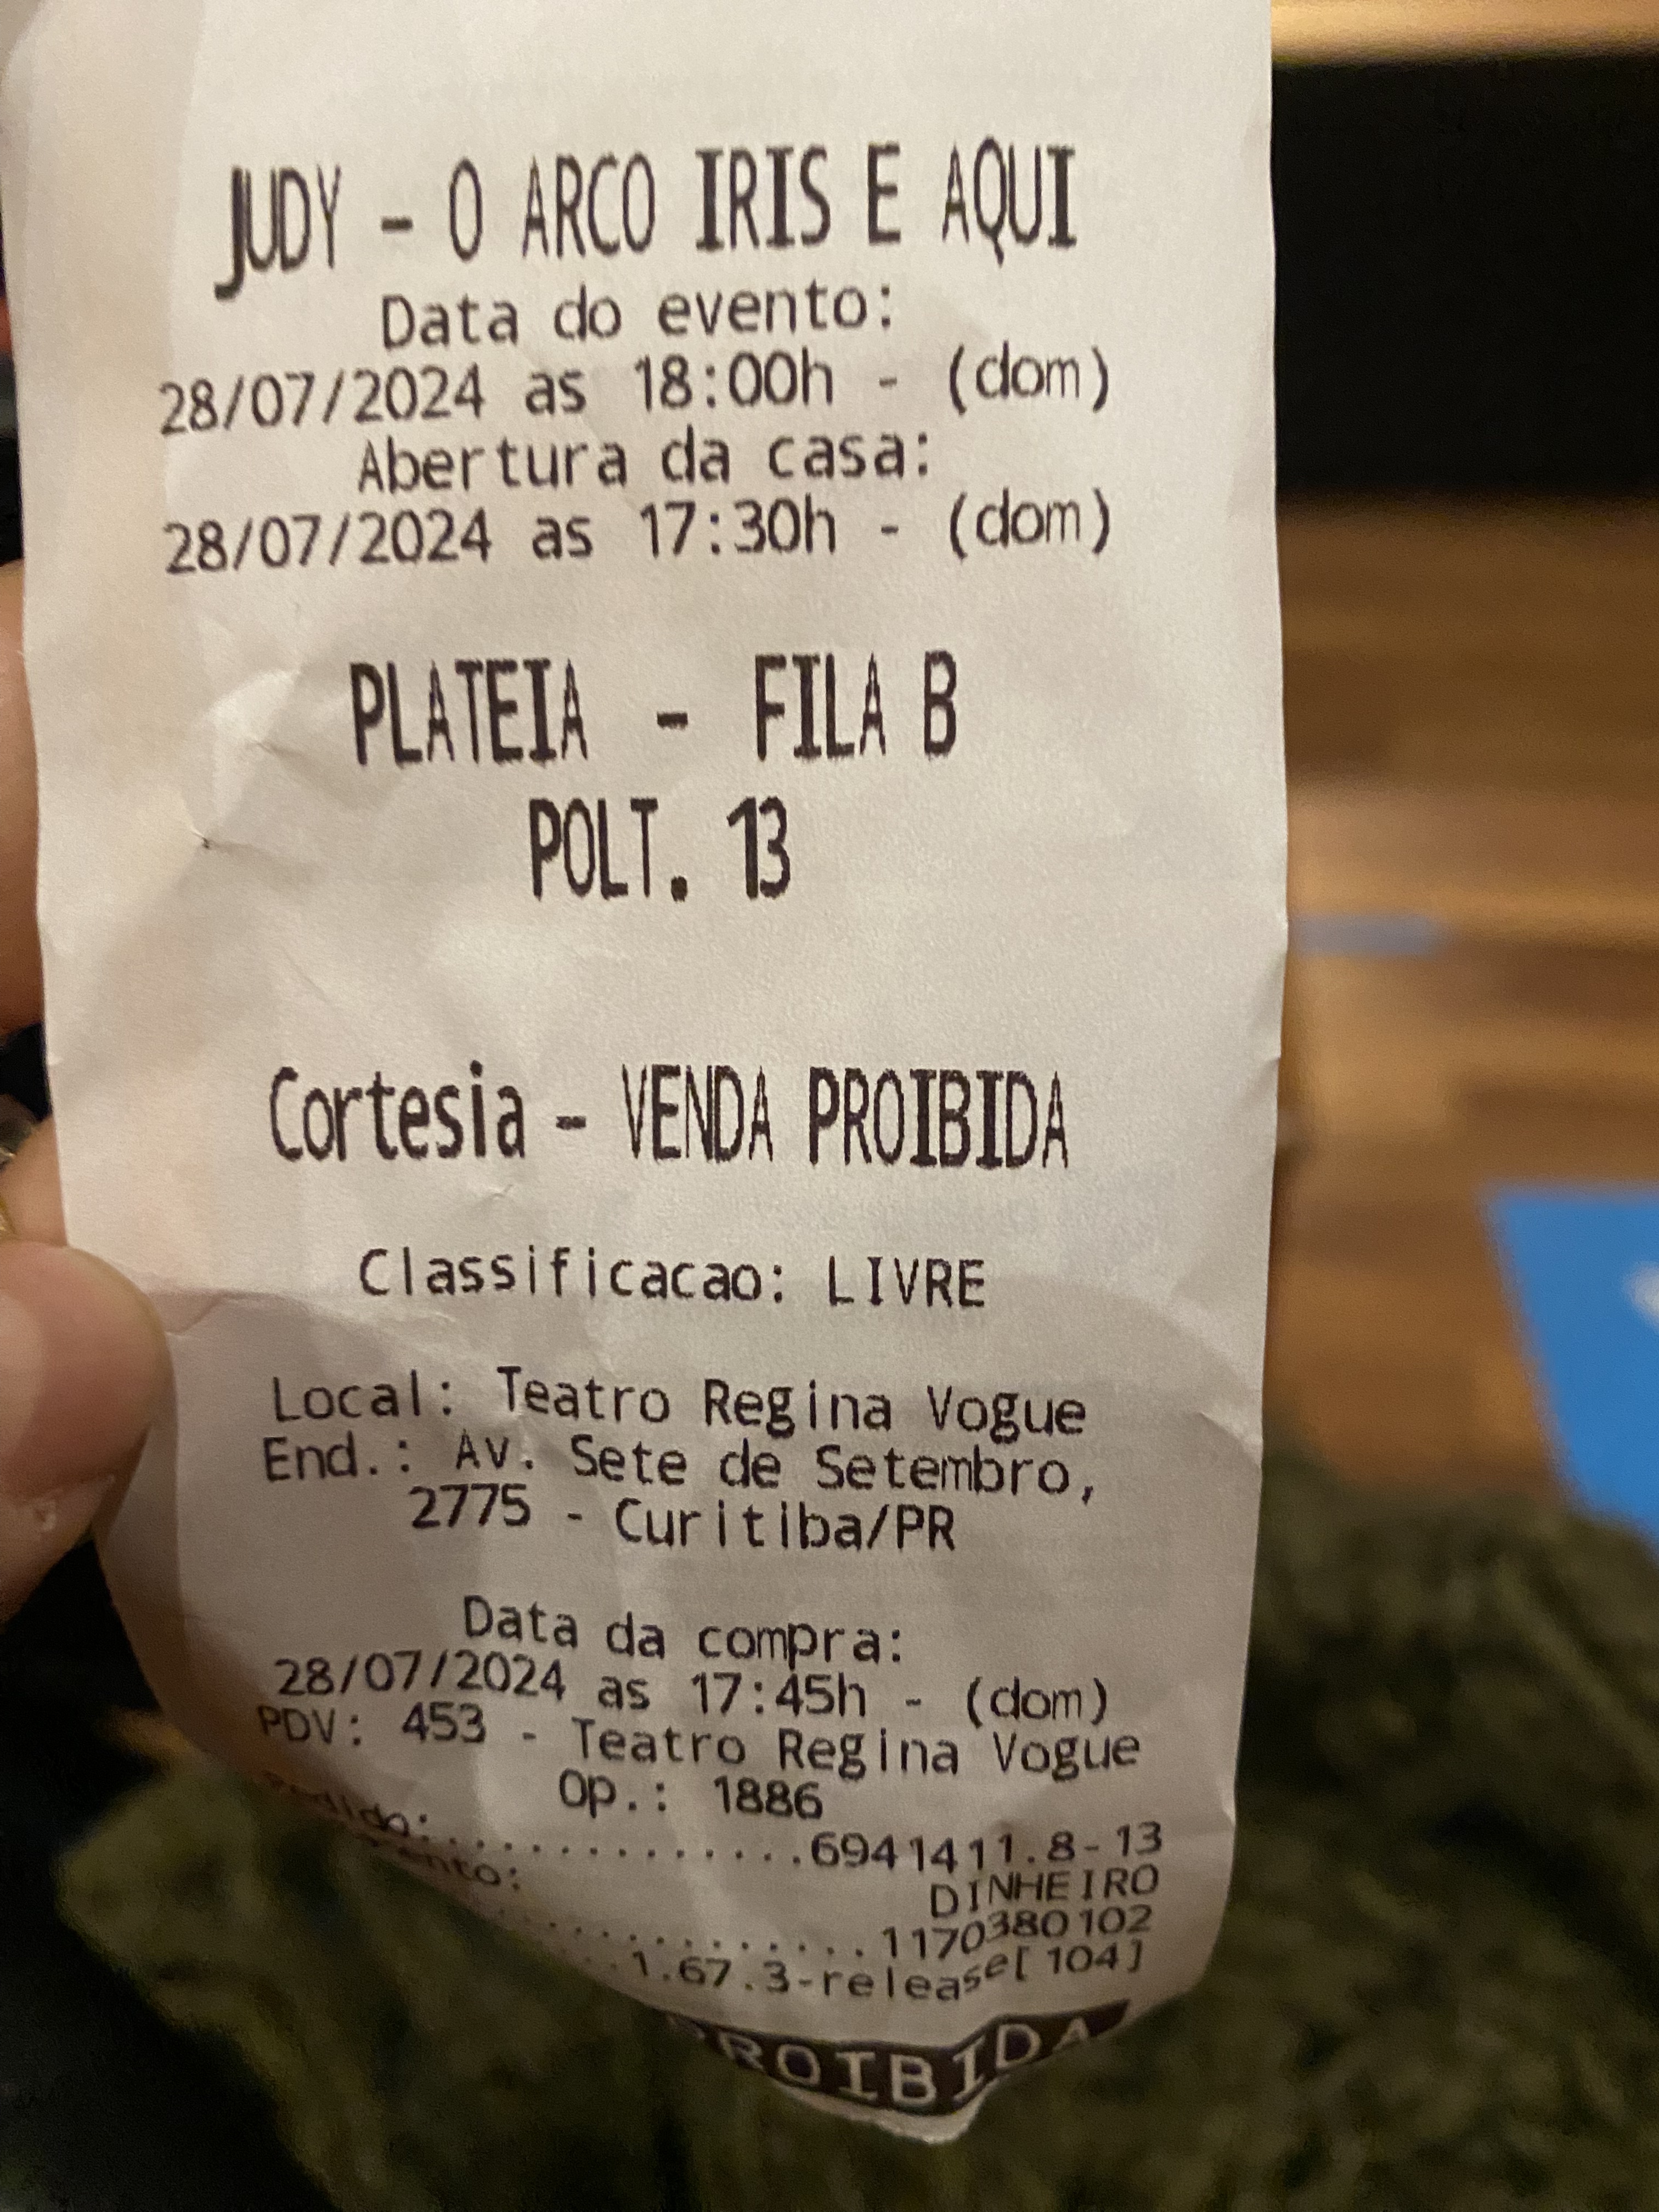 JUDY - O ARCO IRIS E AQUI
Data do evento:
28/07/2024 as 18:00h - (dom)
Abertura da casa:
28/07/2024 as 17:30h - (dom)
PLATEIA - FILA B
POLT. 13
Cortesia - VENDA PROIBIDA
Classificacao: LIVRE
Local: Teatro Regina Vogue
End.: Av. Sete de Setembro,
2775 - Curitiba/PR
Data da compra:
28/07/2024 as 17:45h - (dom)
PDV: 453 - Teatro Regina Vogue
Op.: 1886
.............6941411.8-13
DINHEIRO
............1170380102
1.67.3-release[104]
PROIBIDA